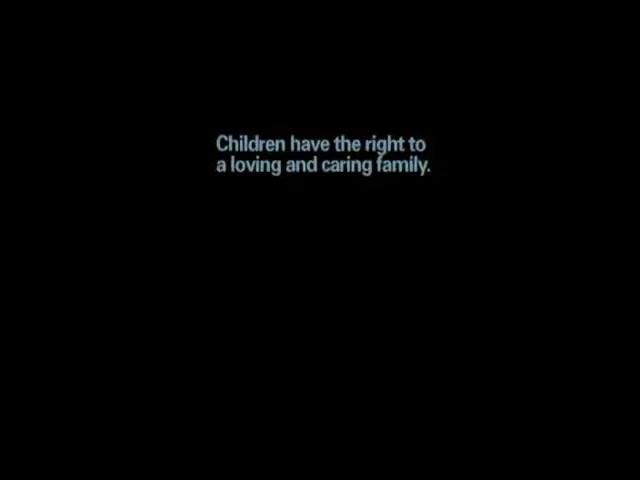 Children have the right to
a loving and caring family.